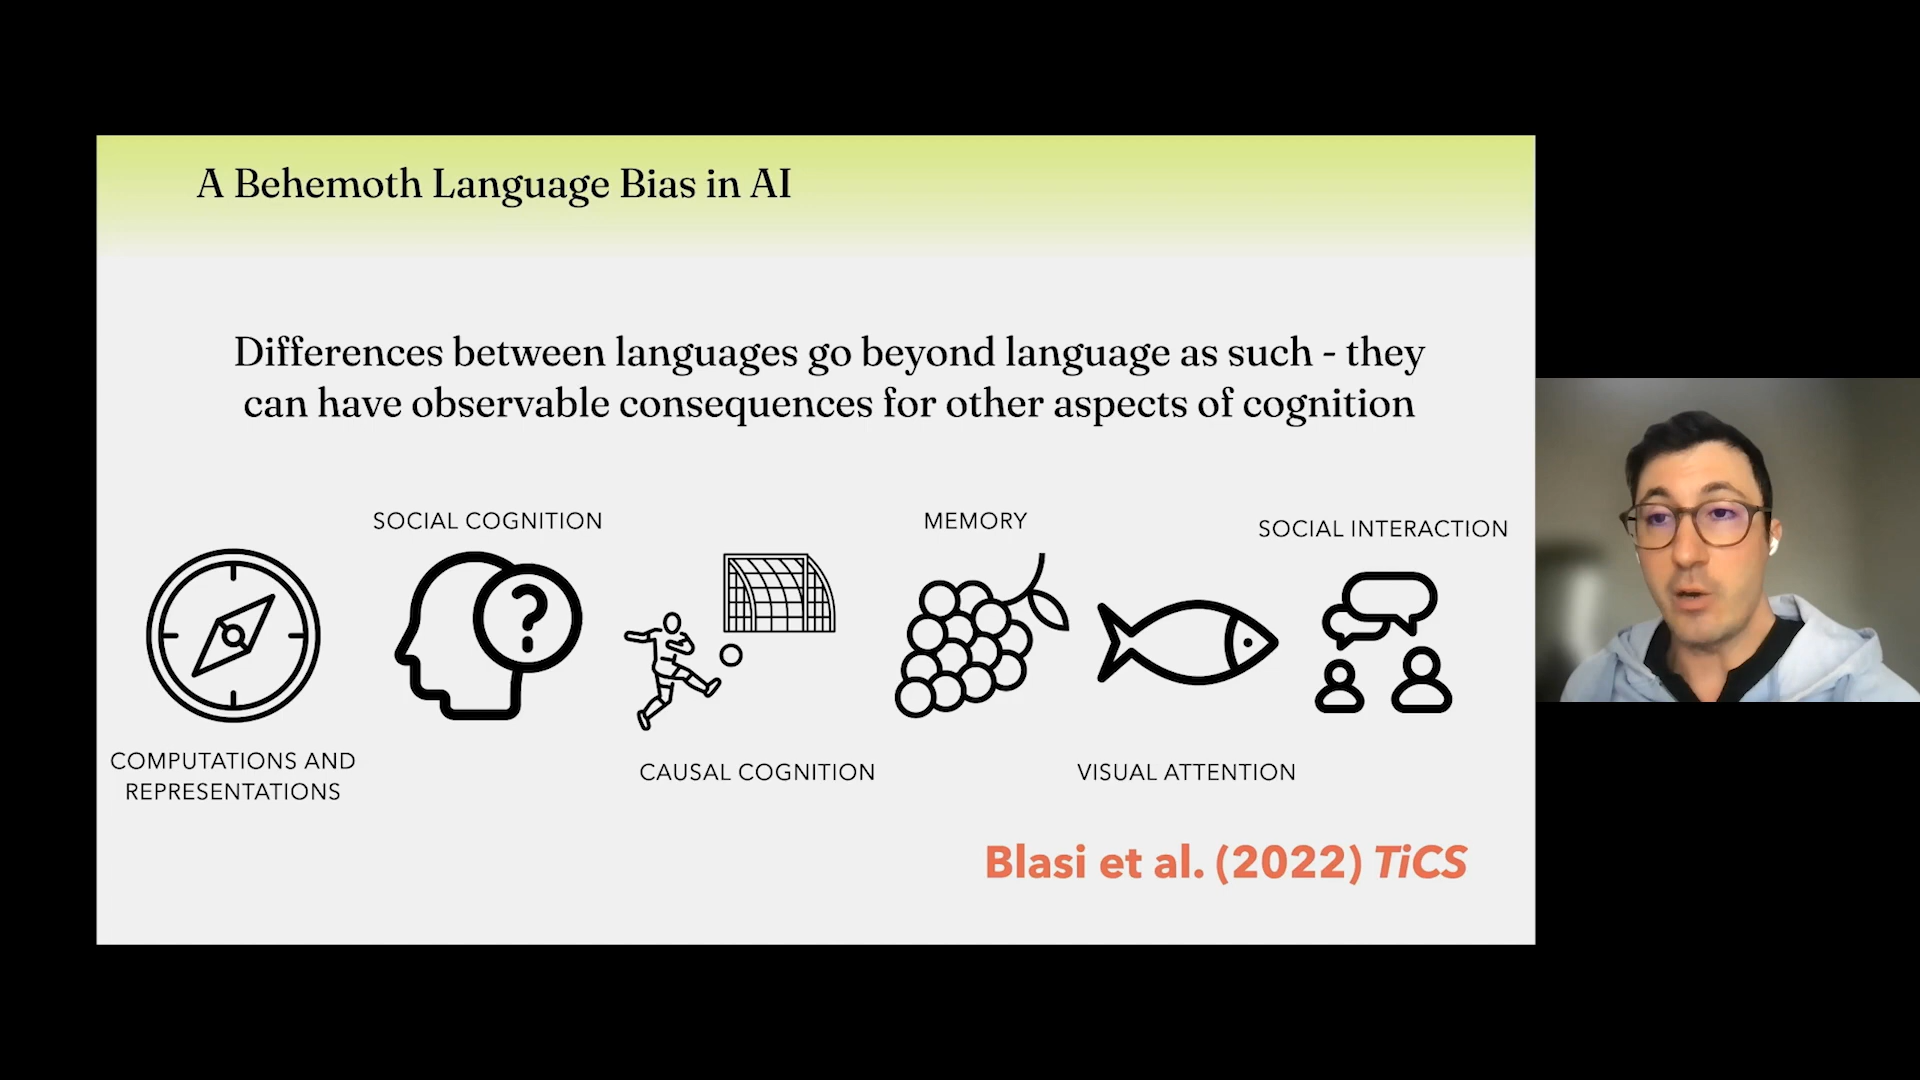 A Behemoth Language Bias in AI
Differences between languages go beyond language as such - they
can have observable consequences for other aspects of cognition
SOCIAL COGNITION
MEMORY
SOCIAL INTERACTION
?
COMPUTATIONS AND
REPRESENTATIONS
CAUSAL COGNITION
VISUAL ATTENTION
Blasi et al. (2022) TiCS